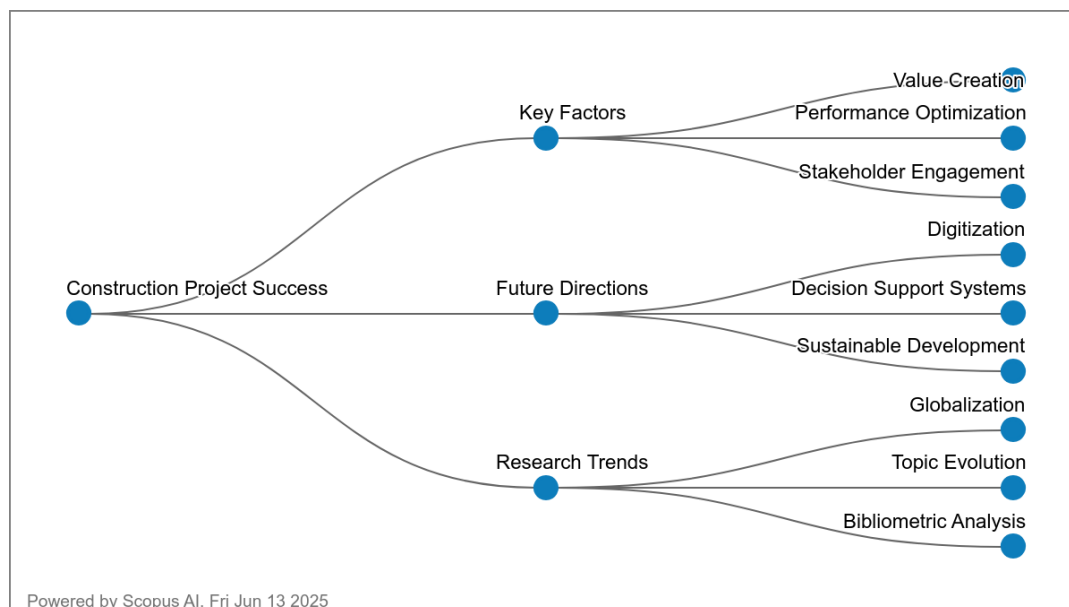 Value Creation
Key Factors
Performance Optimization
Stakeholder Engagement
Digitization
Construction Project Success
Future Directions
Decision Support Systems
Sustainable Development
Globalization
Research Trends
Topic Evolution
Bibliometric Analysis
Powered by Scopus AI, Fri Jun 13 2025